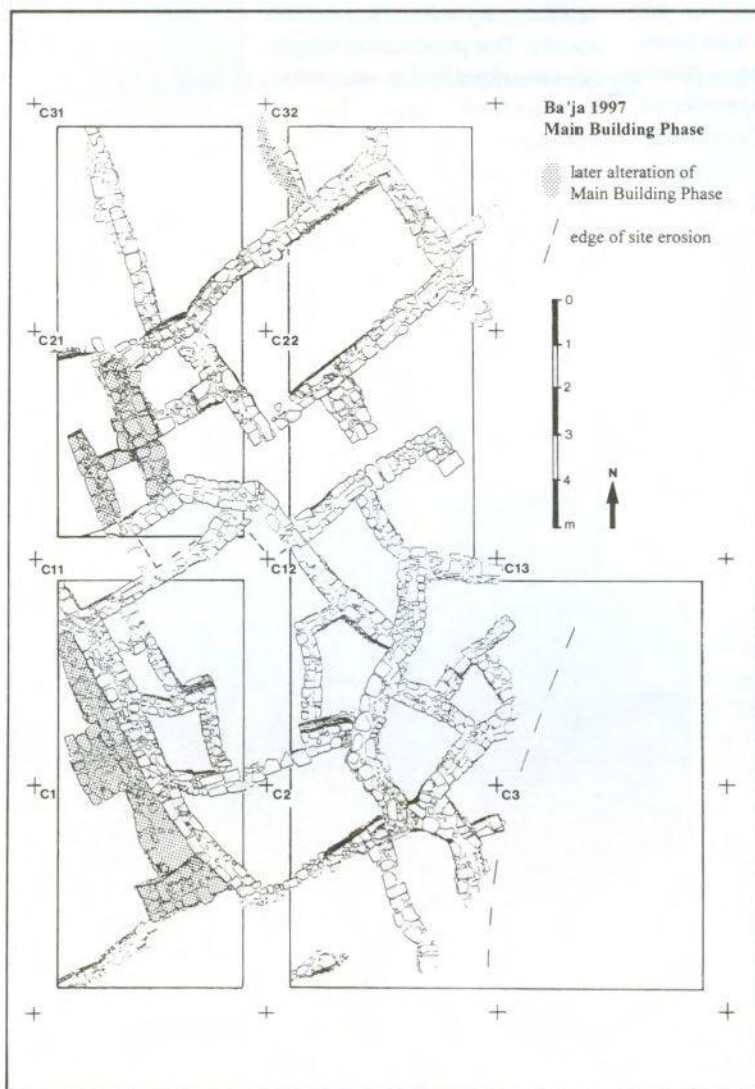 C31
C32
Ba'ja 1997
Main Building Phase
later alteration of
Main Building Phase
edge of site erosion
C21
C22
0
1
2
3
4
m
N
C11
C12
C13
C1
C2
C3